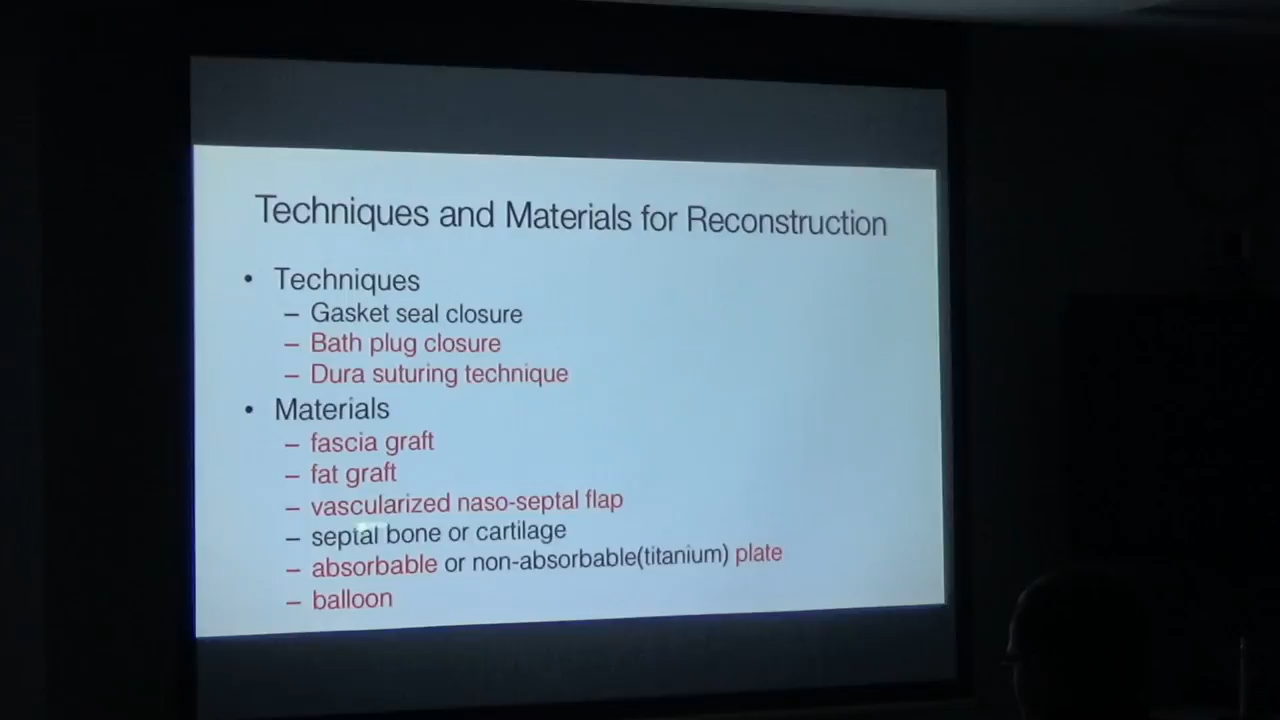 Techniques and Materials for Reconstruction
• Techniques
– Gasket seal closure
– Bath plug closure
– Dura suturing technique
• Materials
– fascia graft
– fat graft
– vascularized naso-septal flap
– septal bone or cartilage
– absorbable or non-absorbable(titanium) plate
– balloon